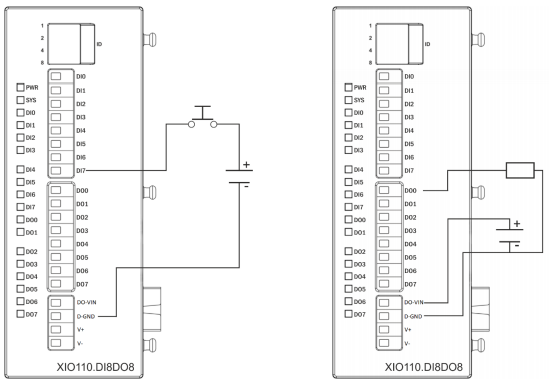 1
2
4
8
ID
DI0
DI1
DI2
DI3
DI4
DI5
DI6
DI7
PWR
SYS
DI0
DI1
DI2
DI3
DI4
DI5
DI6
DI7
DO0
DO1
DO2
DO3
DO4
DO5
DO6
DO7
DO0
DO1
DO2
DO3
DO4
DO5
DO6
DO7
DO-VIN
D-GND
V+
V-
+
-
XIO110.DI8DO8
1
2
4
8
ID
DI0
DI1
DI2
DI3
DI4
DI5
DI6
DI7
PWR
SYS
DI0
DI1
DI2
DI3
DI4
DI5
DI6
DI7
DO0
DO1
DO2
DO3
DO4
DO5
DO6
DO7
DO0
DO1
DO2
DO3
DO4
DO5
DO6
DO7
DO-VIN
D-GND
V+
V-
+
-
XIO110.DI8DO8